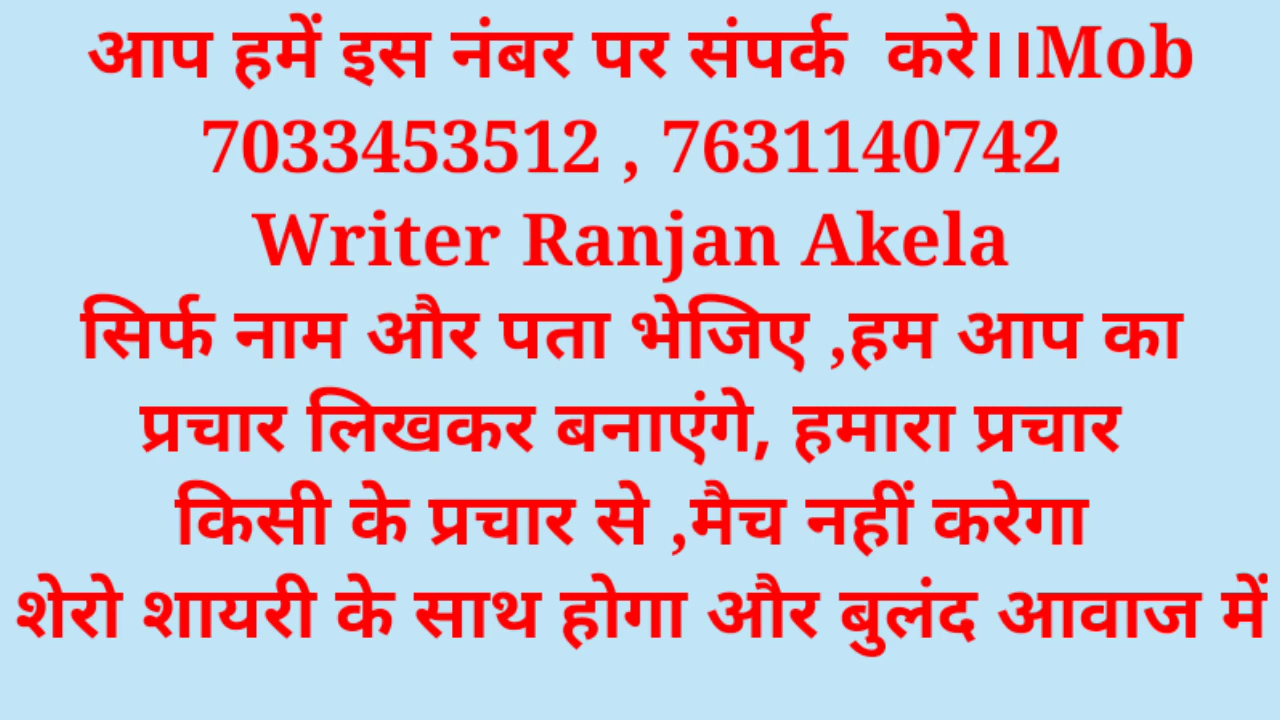 आप हमें इस नंबर पर संपर्क  करे।।Mob
7033453512 , 7631140742
Writer Ranjan Akela
सिर्फ नाम और पता भेजिए ,हम आप का
प्रचार लिखकर बनाएंगे, हमारा प्रचार
किसी के प्रचार से ,मैच नहीं करेगा
शेरो शायरी के साथ होगा और बुलंद आवाज में